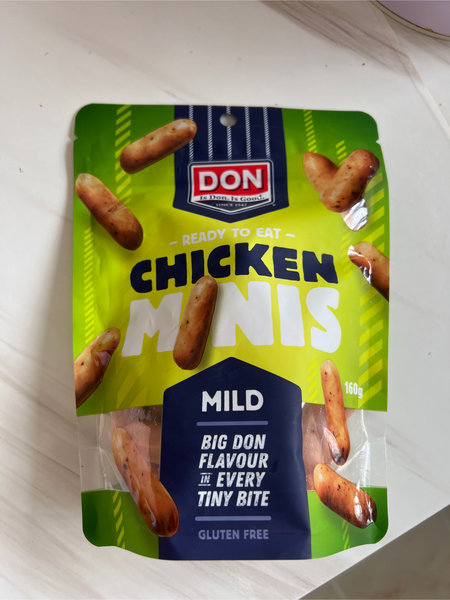 DON
Is Don. Is Good.
SINCE 1947
– READY TO EAT –
CHICKEN
MINIS
160g
MILD
BIG DON
FLAVOUR
IN EVERY
TINY BITE
GLUTEN FREE